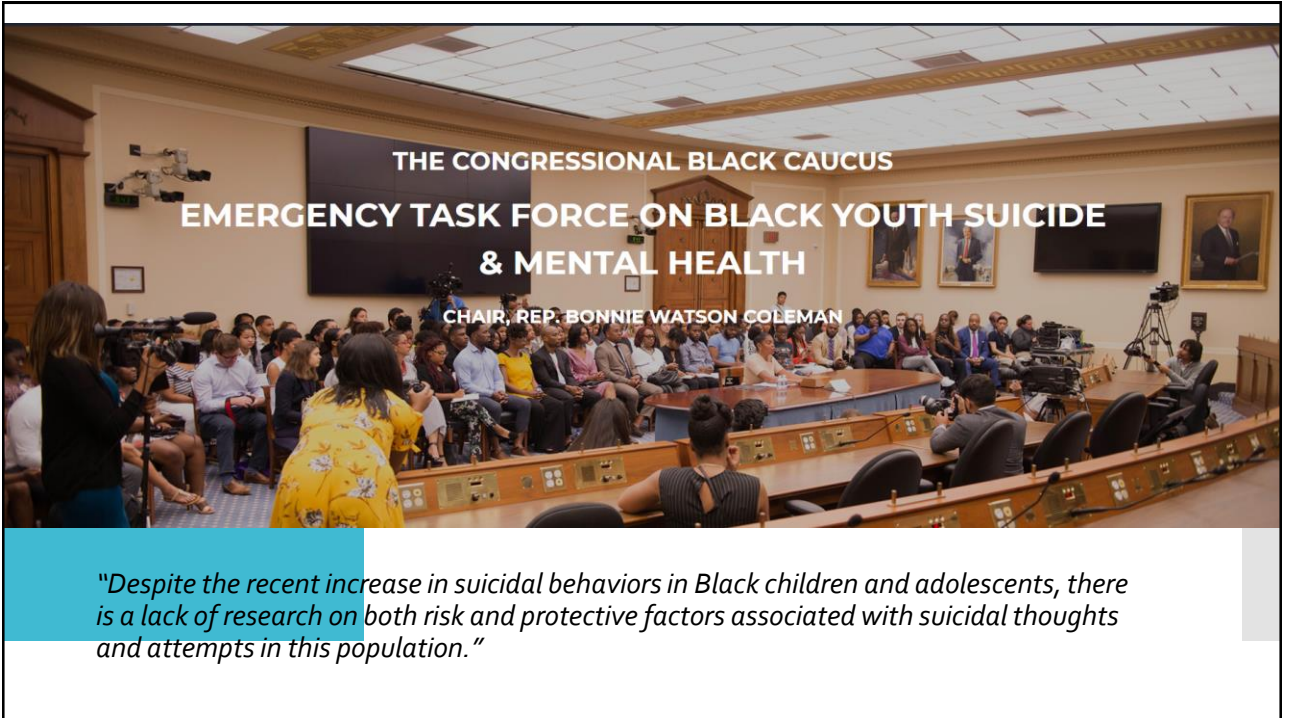 THE CONGRESSIONAL BLACK CAUCUS
EMERGENCY TASK FORCE ON BLACK YOUTH SUICIDE
& MENTAL HEALTH
CHAIR, REP. BONNIE WATSON COLEMAN
“Despite the recent increase in suicidal behaviors in Black children and adolescents, there
is a lack of research on both risk and protective factors associated with suicidal thoughts
and attempts in this population.”